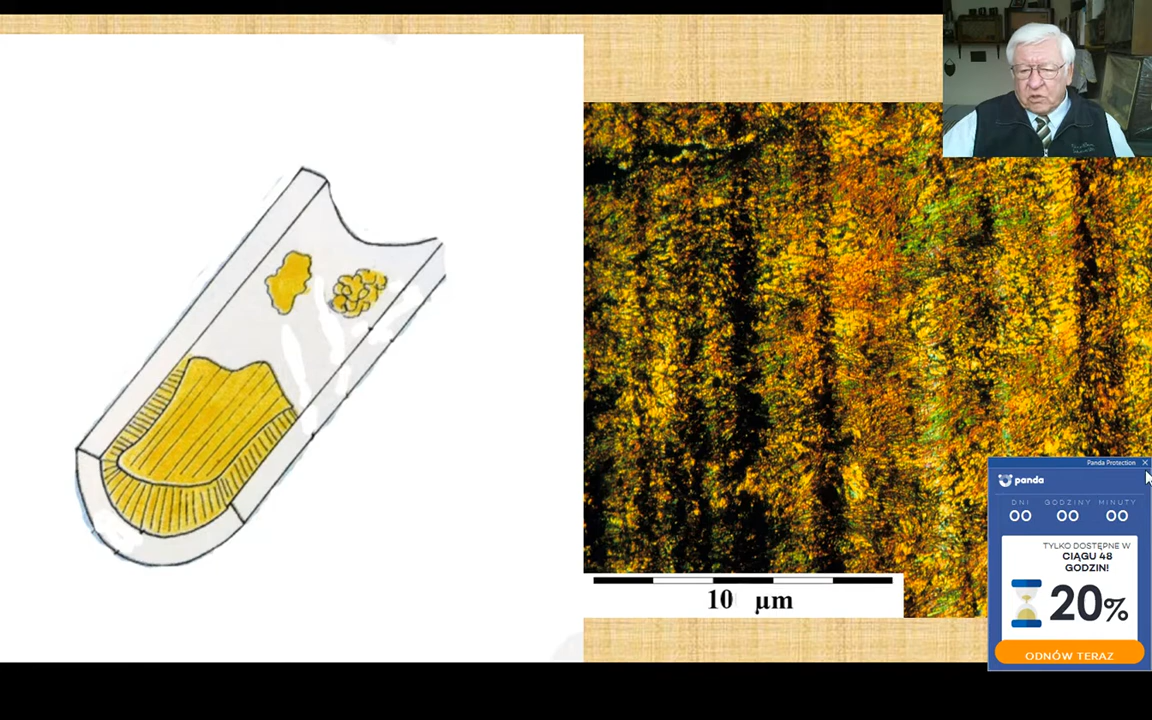 10 µm
Panda Protection
panda
DNI GODZINY MINUTY
00 00 00
TYLKO DOSTĘPNE W
CIĄGU 48
GODZIN!
20%
ODNÓW TERAZ